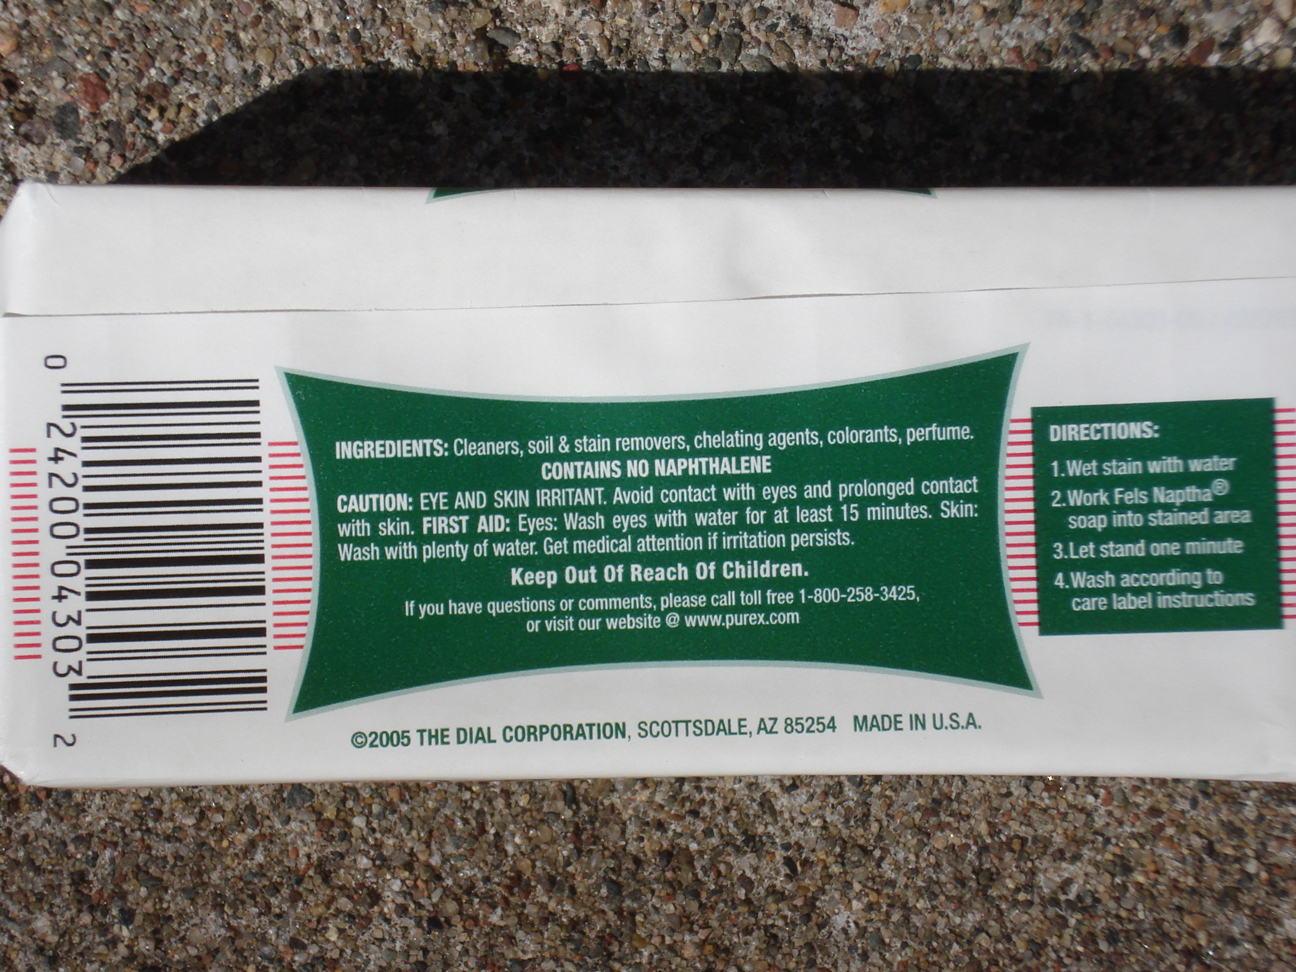 0 24200 04303 2
INGREDIENTS: Cleaners, soil & stain removers, chelating agents, colorants, perfume.
CONTAINS NO NAPHTHALENE
CAUTION: EYE AND SKIN IRRITANT. Avoid contact with eyes and prolonged contact
with skin. FIRST AID: Eyes: Wash eyes with water for at least 15 minutes. Skin:
Wash with plenty of water. Get medical attention if irritation persists.
Keep Out Of Reach Of Children.
If you have questions or comments, please call toll free 1-800-258-3425,
or visit our website @ www.purex.com
©2005 THE DIAL CORPORATION, SCOTTSDALE, AZ 85254 MADE IN U.S.A.
DIRECTIONS:
1.Wet stain with water
2.Work Fels Naptha®
soap into stained area
3.Let stand one minute
4.Wash according to
care label instructions